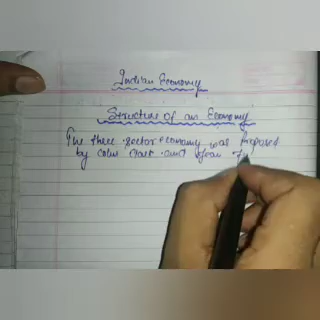 Indian Economy
Structure of an Economy
The three sector economy was Proposed
by Colin Clark and